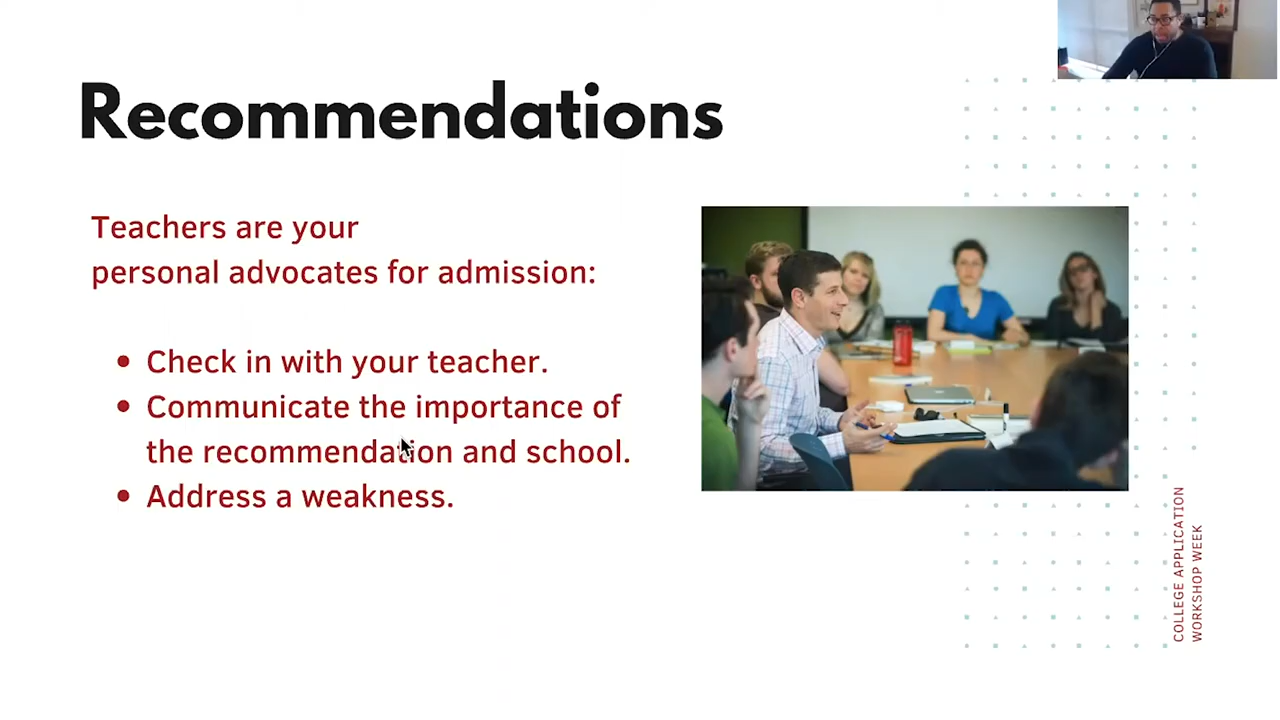 Recommendations
Teachers are your
personal advocates for admission:
Check in with your teacher.
Communicate the importance of
the recommendation and school.
Address a weakness.
COLLEGE APPLICATION
WORKSHOP WEEK